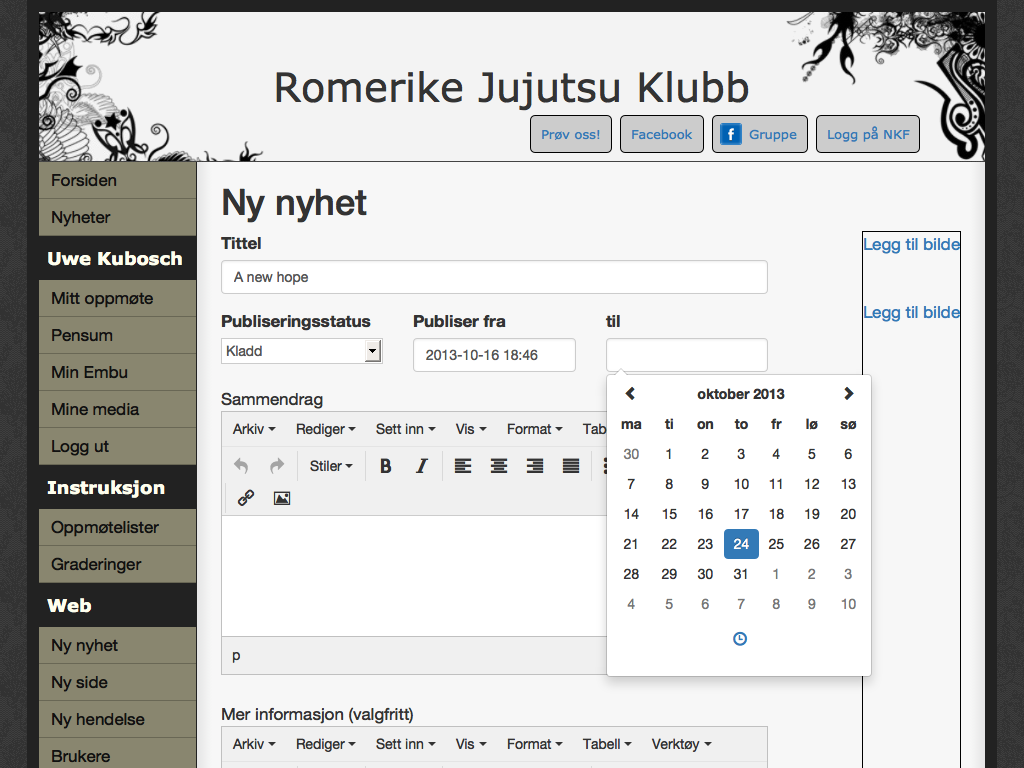 Romerike Jujutsu Klubb
Prøv oss! Facebook f Gruppe Logg på NKF
Forsiden
Nyheter
Uwe Kubosch
Mitt oppmøte
Pensum
Min Embu
Mine media
Logg ut
Instruksjon
Oppmøtelister
Graderinger
Web
Ny nyhet
Ny side
Ny hendelse
Brukere
Ny nyhet
Tittel
A new hope
Publiseringsstatus Publiser fra til
Kladd 2013-10-16 18:46
Sammendrag
Arkiv Rediger Sett inn Vis Format Tab
Stiler B I
p
oktober 2013
ma ti on to fr lø sø
30 1 2 3 4 5 6
7 8 9 10 11 12 13
14 15 16 17 18 19 20
21 22 23 24 25 26 27
28 29 30 31 1 2 3
4 5 6 7 8 9 10
Mer informasjon (valgfritt)
Arkiv Rediger Sett inn Vis Format Tabell Verktøy
Legg til bilde
Legg til bilde